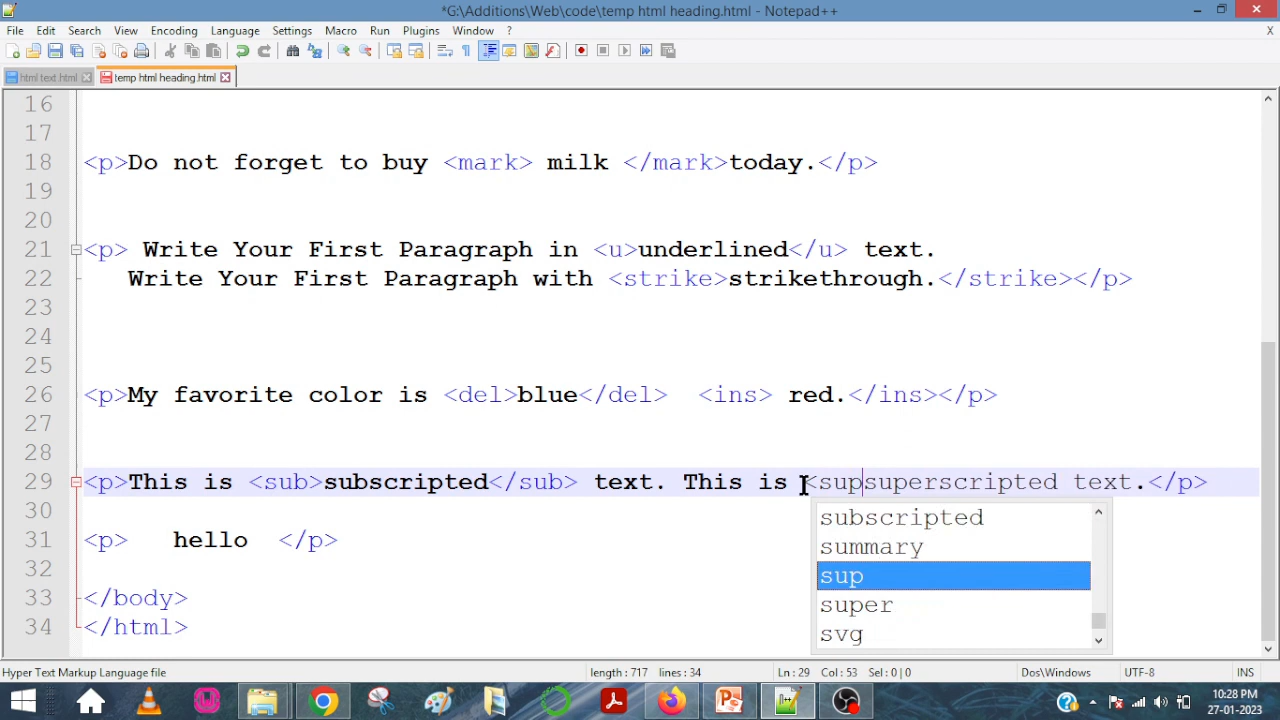 *G:\Additions\Web\code\temp html heading.html - Notepad++
File Edit Search View Encoding Language Settings Macro Run Plugins Window ? X
html text.html temp html heading.html
16
17
18 <p>Do not forget to buy <mark> milk </mark>today.</p>
19
20
21 <p> Write Your First Paragraph in <u>underlined</u> text.
22 Write Your First Paragraph with <strike>strikethrough.</strike></p>
23
24
25
26 <p>My favorite color is <del>blue</del> <ins> red.</ins></p>
27
28
29 <p>This is <sub>subscripted</sub> text. This is <supsuperscripted text.</p>
subscripted
30
summary
31 <p> hello </p>
sup
32
super
33 </body>
svg
34 </html>
Hyper Text Markup Language file length : 717 lines : 34 Ln : 29 Col : 53 Sel : 0 | 0 Dos\Windows UTF-8 INS
10:28 PM
27-01-2023